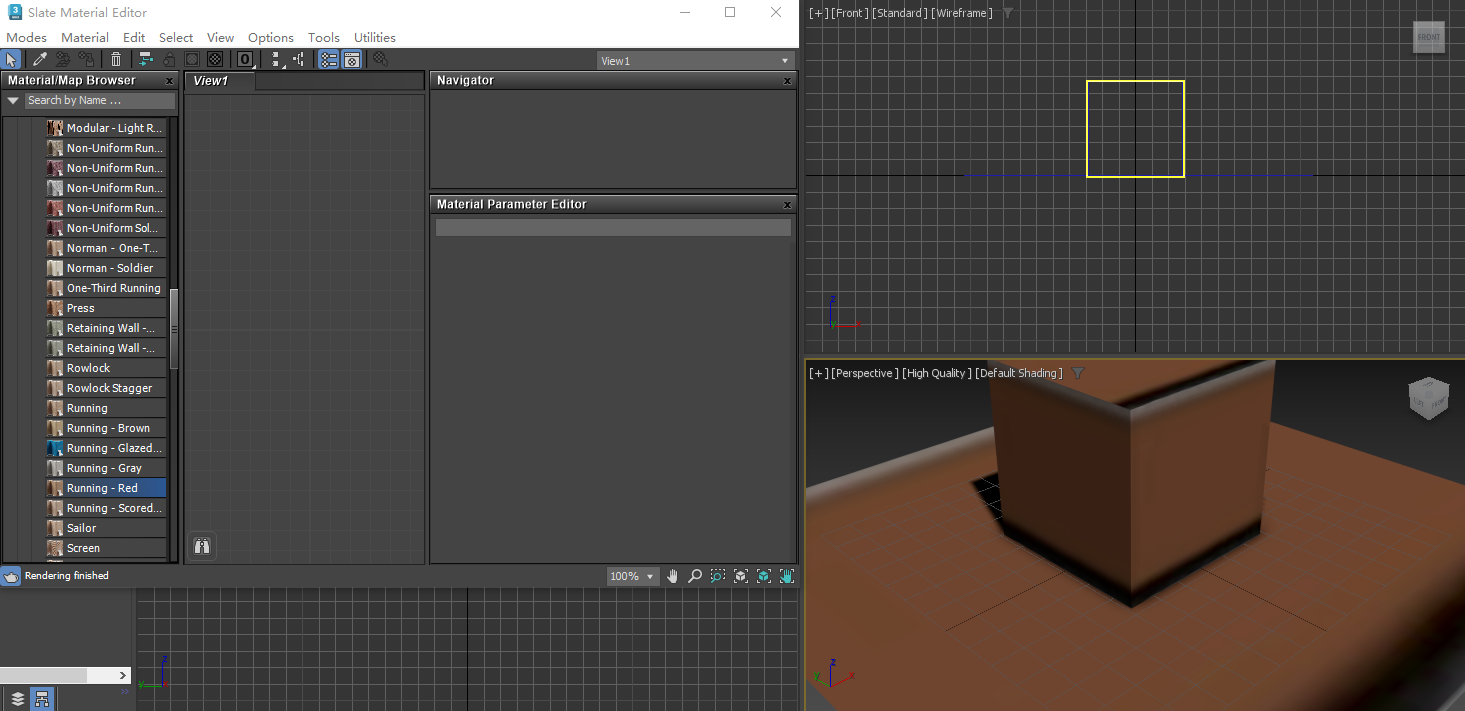 Slate Material Editor
Modes Material Edit Select View Options Tools Utilities
View1
Material/Map Browser
Search by Name ...
Modular - Light R...
Non-Uniform Run...
Non-Uniform Run...
Non-Uniform Run...
Non-Uniform Run...
Non-Uniform Sol...
Norman - One-T...
Norman - Soldier
One-Third Running
Press
Retaining Wall -...
Retaining Wall -...
Rowlock
Rowlock Stagger
Running
Running - Brown
Running - Glazed...
Running - Gray
Running - Red
Running - Scored...
Sailor
Screen
View1
Navigator
Material Parameter Editor
Rendering finished
100%
z
y
[+] [Front] [Standard] [Wireframe]
FRONT
z
[+] [Perspective] [High Quality] [Default Shading]
FRONT
z
y
x